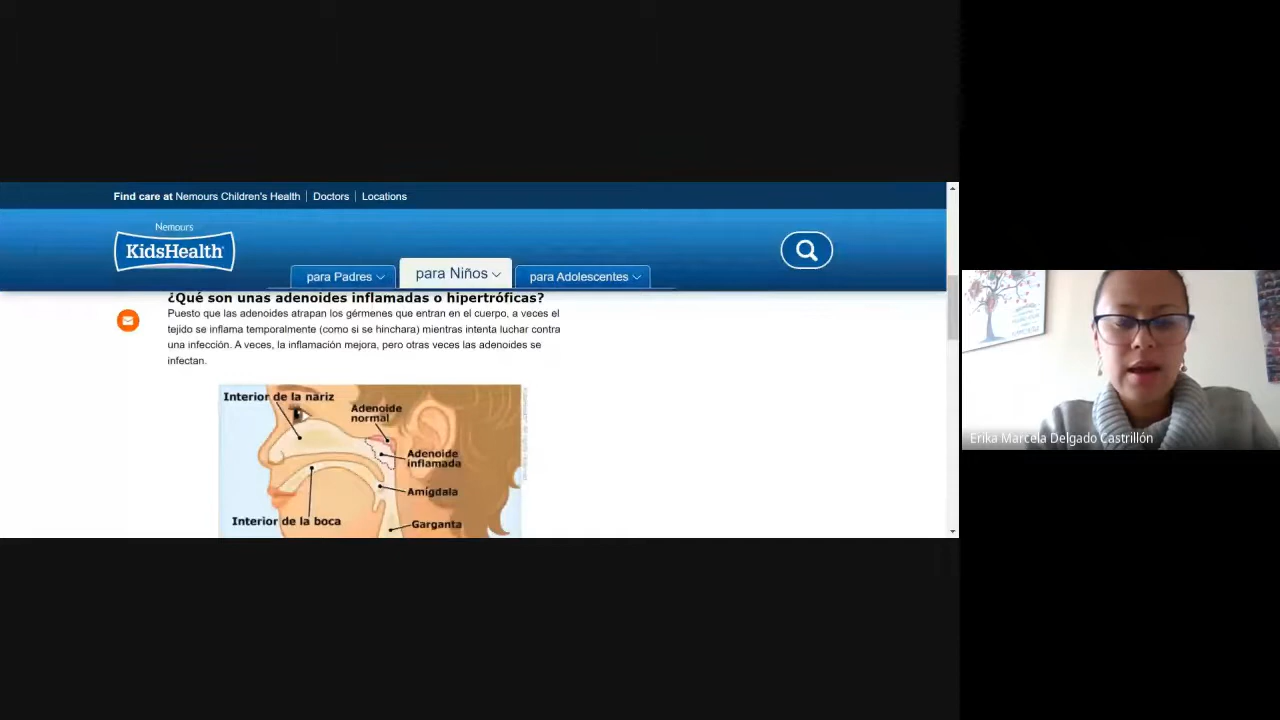 Find care at Nemours Children's Health
Doctors
Locations
Nemours
KidsHealth
para Padres
para Niños
para Adolescentes
¿Qué son unas adenoides inflamadas o hipertróficas?
Puesto que las adenoides atrapan los gérmenes que entran en el cuerpo, a veces el
tejido se inflama temporalmente (como si se hinchara) mientras intenta luchar contra
una infección. A veces, la inflamación mejora, pero otras veces las adenoides se
infectan.
Interior de la nariz
Adenoide
normal
Adenoide
inflamada
Amígdala
Interior de la boca
Garganta
Erika Marcela Delgado Castrillón